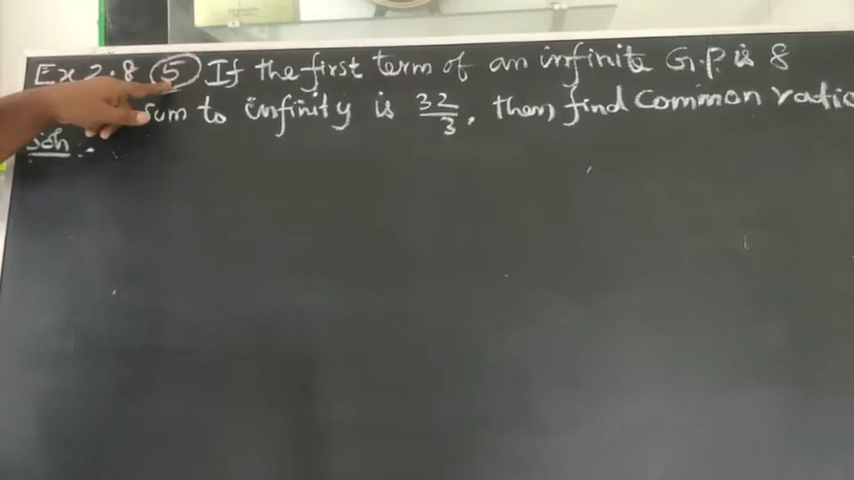 Ex 2.8 5 If the first term of an infinite G.P. is 8
sum to infinity is 32/3, then find Common ratio
Soln :-